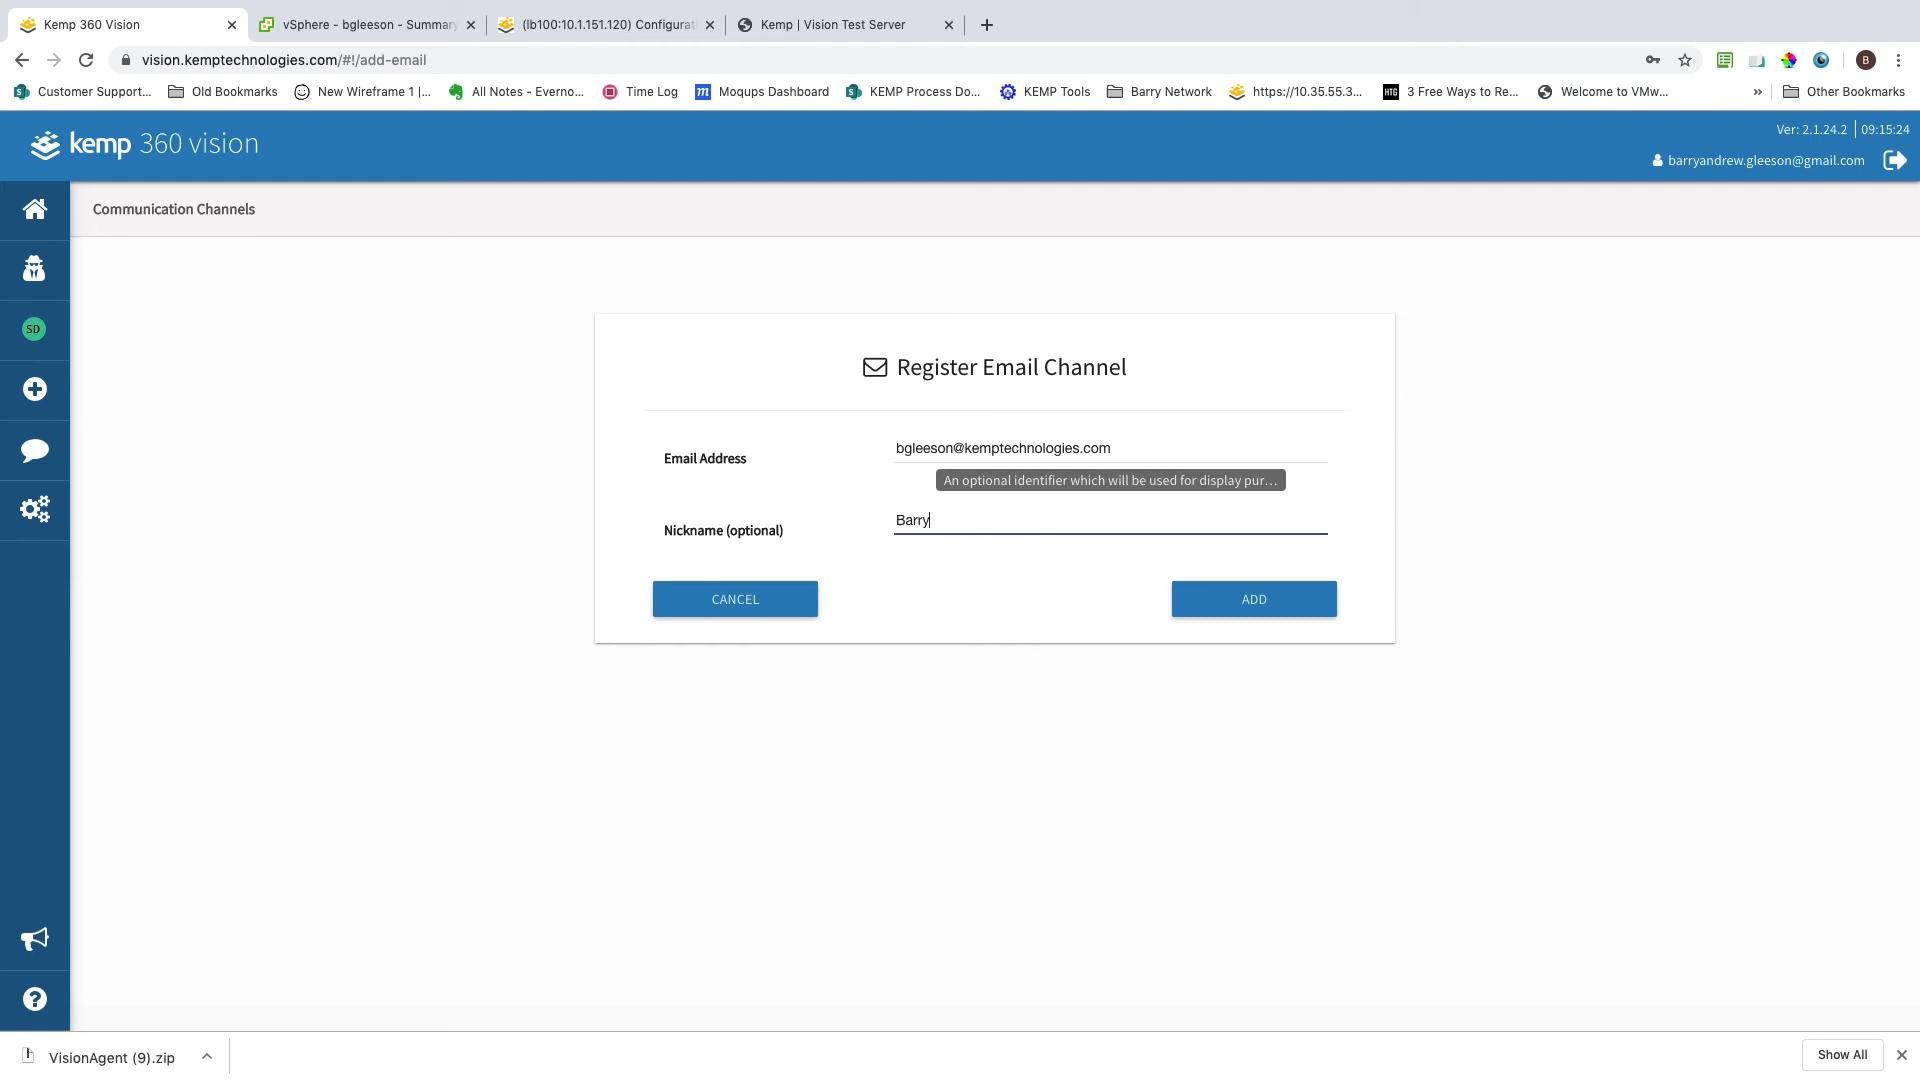 Kemp 360 Vision
vSphere - bgleeson - Summary
(lb100:10.1.151.120) Configurat
Kemp | Vision Test Server
vision.kemptechnologies.com/#!/add-email
B
Customer Support...
Old Bookmarks
New Wireframe 1 |...
All Notes - Everno...
Time Log
m
Moqups Dashboard
KEMP Process Do...
KEMP Tools
Barry Network
https://10.35.55.3...
HTG
3 Free Ways to Re...
Welcome to VMw...
»
Other Bookmarks
kemp 360 vision
Ver: 2.1.24.2 | 09:15:24
barryandrew.gleeson@gmail.com
Communication Channels
SD
Register Email Channel
Email Address
bgleeson@kemptechnologies.com
An optional identifier which will be used for display pur...
Nickname (optional)
Barry
CANCEL
ADD
?
VisionAgent (9).zip
Show All